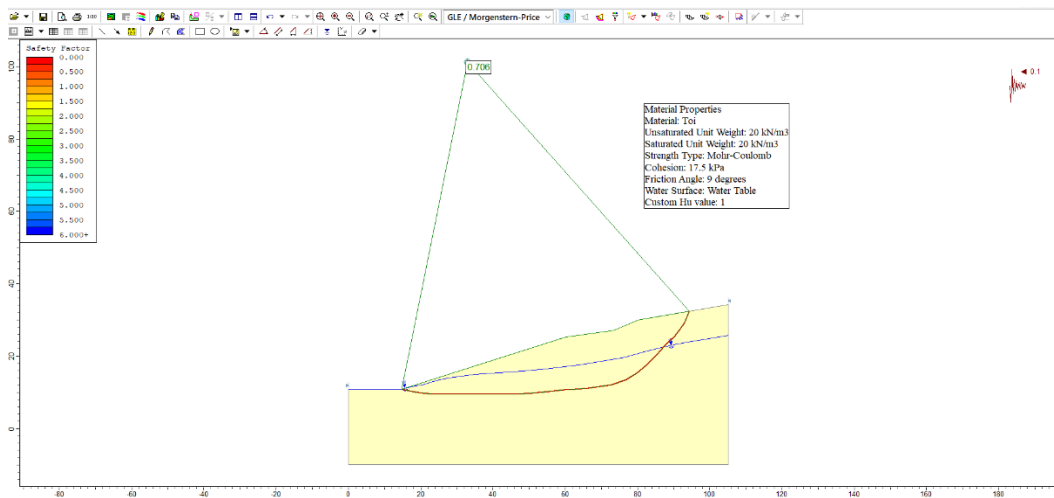 GLE / Morgenstern-Price
Safety Factor
0.000
0.500
1.000
1.500
2.000
2.500
3.000
3.500
4.000
4.500
5.000
5.500
6.000+
0.706
0.1
Material Properties
Material: Toi
Unsaturated Unit Weight: 20 kN/m3
Saturated Unit Weight: 20 kN/m3
Strength Type: Mohr-Coulomb
Cohesion: 17.5 kPa
Friction Angle: 9 degrees
Water Surface: Water Table
Custom Hu value: 1
100
80
60
40
20
0
-80 -60 -40 -20 0 20 40 60 80 100 120 140 160 180